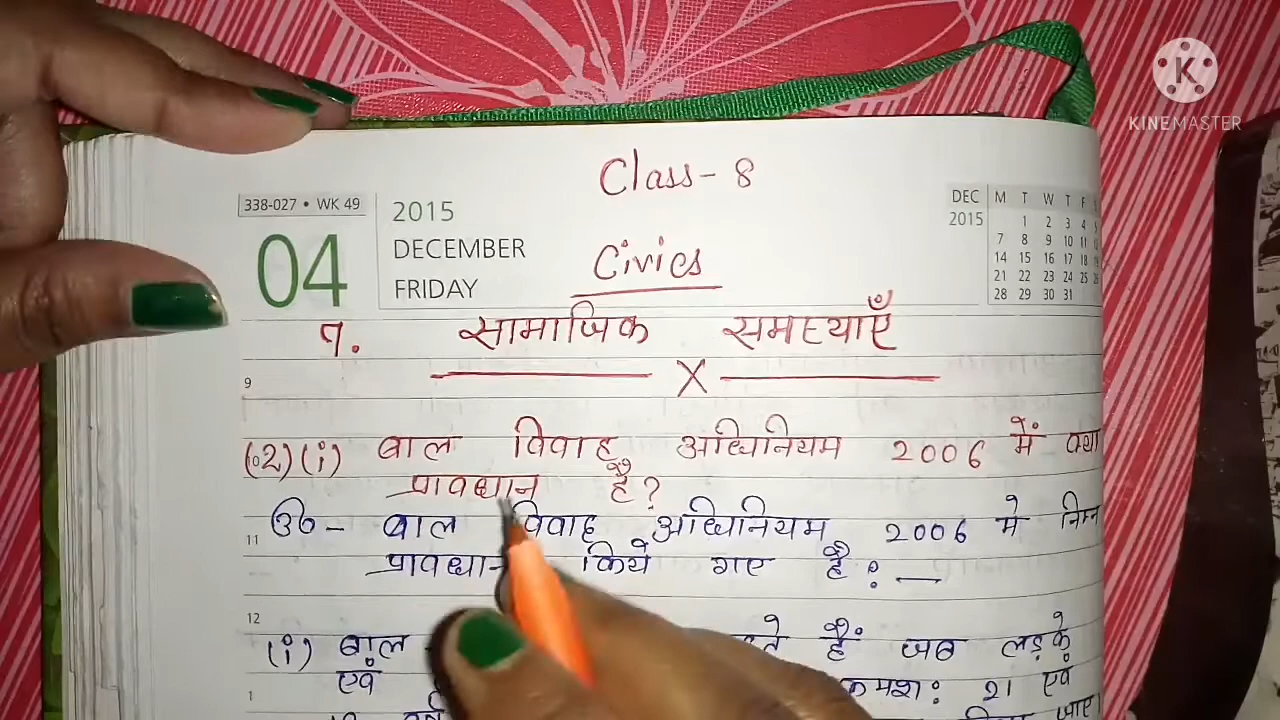 KINEMASTER
Class - 8
338-027 • WK 49
04
2015
DECEMBER
FRIDAY
DEC
2015
M T W T F S
1 2 3 4 5
7 8 9 10 11
14 15 16 17 18
21 22 23 24 25
28 29 30 31
Civics
7. सामाजिक समस्याएँ
X
9
(02) (i) बाल विवाह अधिनियम 2006 में क्या
प्रावधान है?
उ०- बाल विवाह अधिनियम 2006 मे निम्न
11
प्रावधान किये गए है : —
12
(i) बाल हैं जब लड़के
एवं क्रमश: 21 एवं
1
वर्ष जाए।